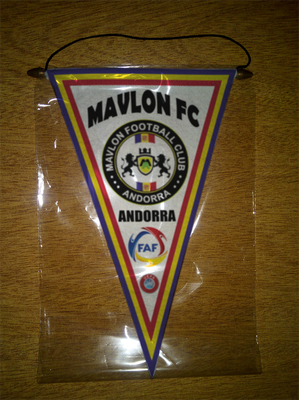 MAVLON FC
MAVLON FOOTBALL CLUB
ANDORRA
ANDORRA
FAF